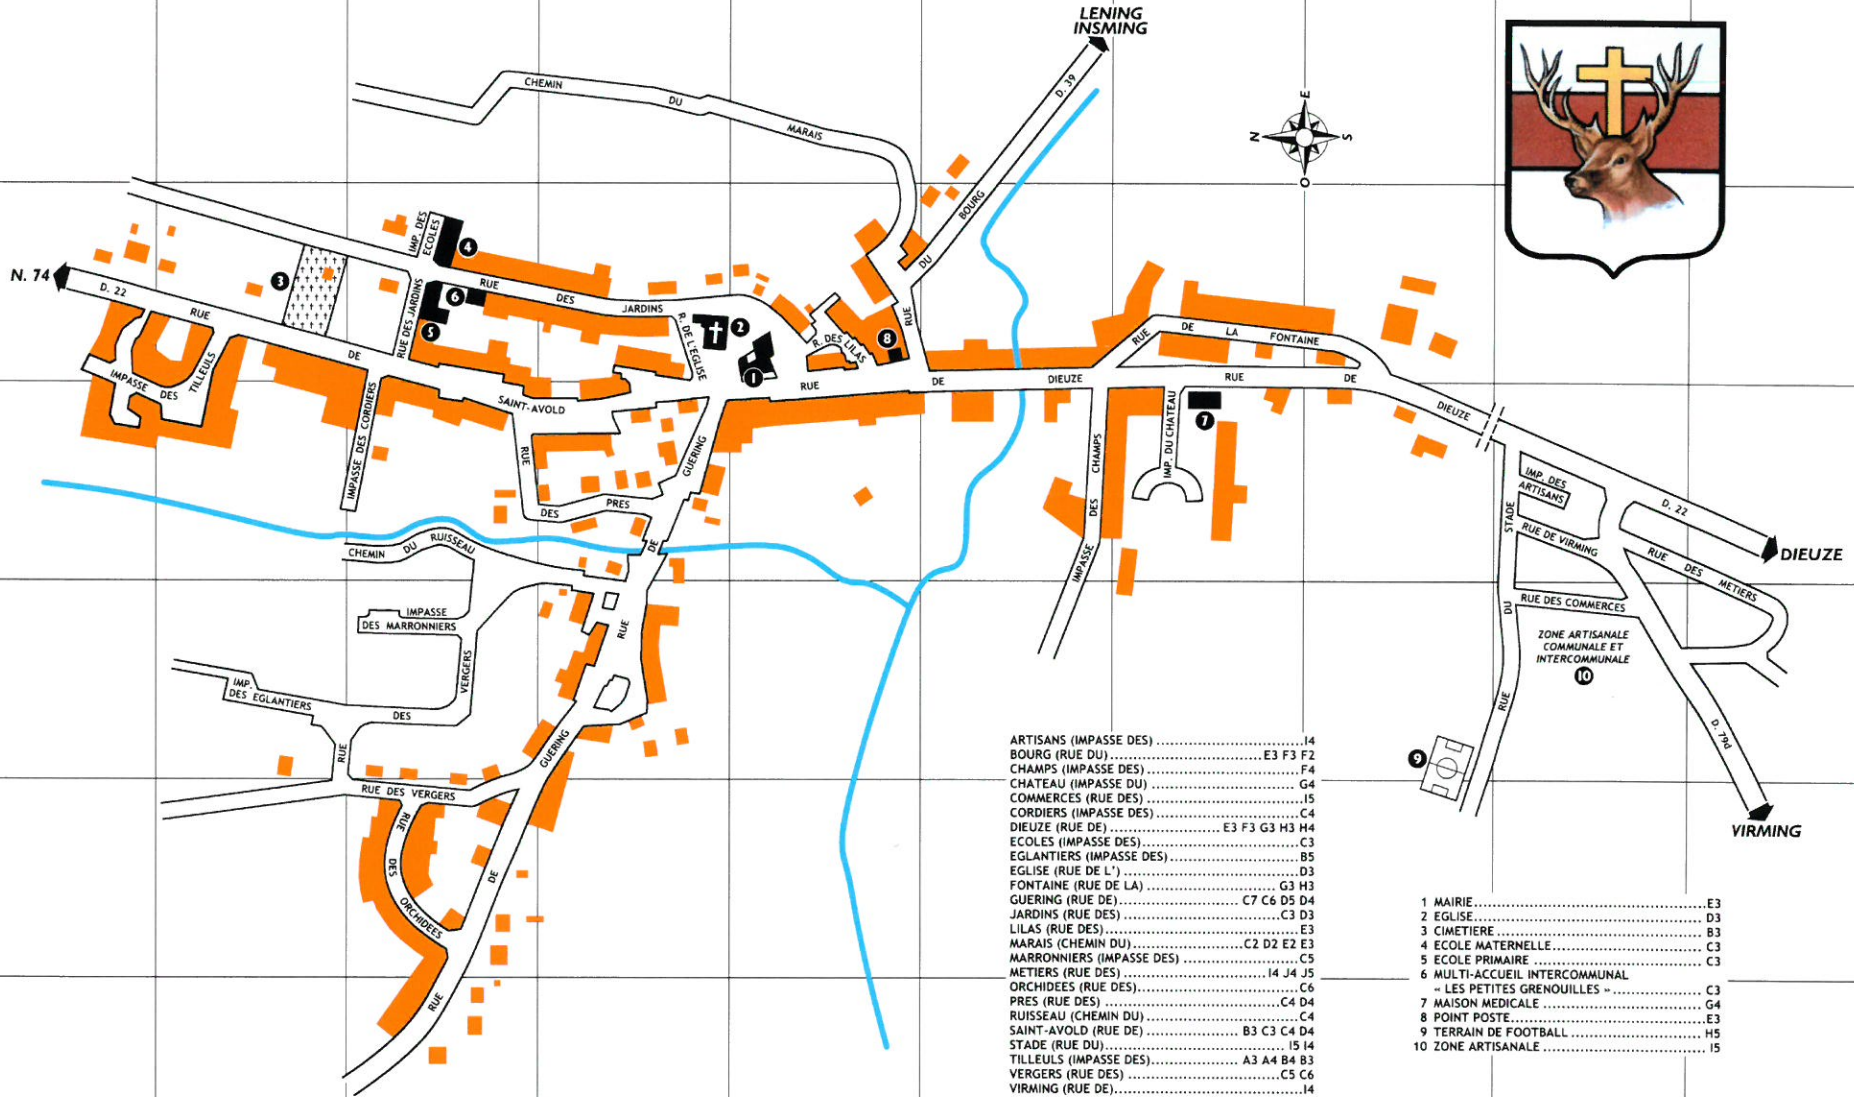 LENING
INSMING
D. 39
CHEMIN DU MARAIS
E
N
S
O
RUE DU BOURG
N. 74
D. 22
RUE DE SAINT-AVOLD
IMP. DES
ECOLES
4
3
6
5
2
1
8
7
RUE DES JARDINS
RUE DES JARDINS
R. DE L'EGLISE
R. DES LILAS
IMPASSE DES TILLEULS
IMPASSE DES CORDIERS
RUE DE DIEUZE
RUE DE LA FONTAINE
RUE DE DIEUZE
RUE DES PRES
RUE DE GUERING
IMPASSE DES CHAMPS
IMP. DU CHATEAU
IMP. DES
ARTISANS
D. 22
DIEUZE
RUE DE VIRMING
RUE DES METIERS
RUE DES COMMERCES
RUE DU STADE
ZONE ARTISANALE
COMMUNALE ET
INTERCOMMUNALE
10
9
D. 79d
VIRMING
CHEMIN DU RUISSEAU
IMPASSE
DES MARRONNIERS
IMP.
DES EGLANTIERS
RUE DES VERGERS
RUE DES VERGERS
GUERING
RUE DES ORCHIDEES
RUE DE
ARTISANS (IMPASSE DES) ..... I4
BOURG (RUE DU) ..... E3 F3 F2
CHAMPS (IMPASSE DES) ..... F4
CHATEAU (IMPASSE DU) ..... G4
COMMERCES (RUE DES) ..... I5
CORDIERS (IMPASSE DES) ..... C4
DIEUZE (RUE DE) ..... E3 F3 G3 H3 H4
ECOLES (IMPASSE DES) ..... C3
EGLANTIERS (IMPASSE DES) ..... B5
EGLISE (RUE DE L') ..... D3
FONTAINE (RUE DE LA) ..... G3 H3
GUERING (RUE DE) ..... C7 C6 D5 D4
JARDINS (RUE DES) ..... C3 D3
LILAS (RUE DES) ..... E3
MARAIS (CHEMIN DU) ..... C2 D2 E2 E3
MARRONNIERS (IMPASSE DES) ..... C5
METIERS (RUE DES) ..... I4 J4 J5
ORCHIDEES (RUE DES) ..... C6
PRES (RUE DES) ..... C4 D4
RUISSEAU (CHEMIN DU) ..... C4
SAINT-AVOLD (RUE DE) ..... B3 C3 C4 D4
STADE (RUE DU) ..... I5 I4
TILLEULS (IMPASSE DES) ..... A3 A4 B4 B3
VERGERS (RUE DES) ..... C5 C6
VIRMING (RUE DE) ..... I4
1 MAIRIE ..... E3
2 EGLISE ..... D3
3 CIMETIERE ..... B3
4 ECOLE MATERNELLE ..... C3
5 ECOLE PRIMAIRE ..... C3
6 MULTI-ACCUEIL INTERCOMMUNAL
« LES PETITES GRENOUILLES » ..... C3
7 MAISON MEDICALE ..... G4
8 POINT POSTE ..... E3
9 TERRAIN DE FOOTBALL ..... H5
10 ZONE ARTISANALE ..... I5